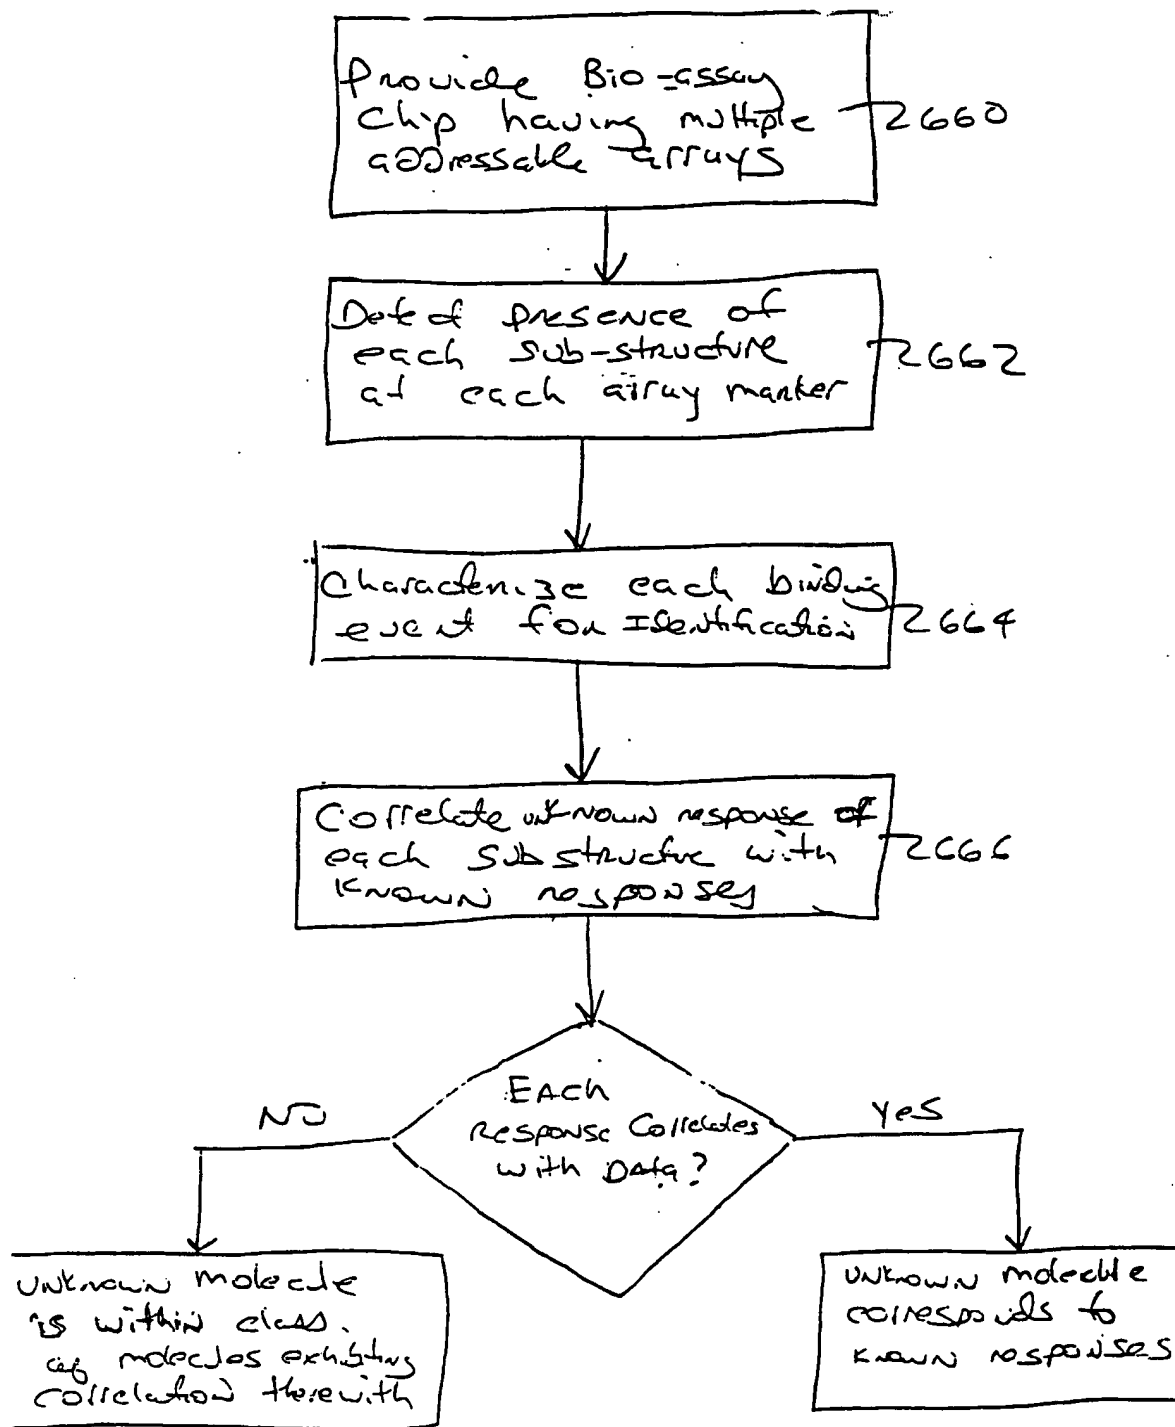 Provide Bio-assay
Chip having multiple
addressable arrays
2660
Detect presence of
each sub-structure
at each array marker
2662
Characterize each binding
event for Identification
2664
Correlate unknown response of
each substructure with
known responses
2666
EACh
Response Correlates
with DATa?
NO
Yes
UNKnown molecule
is within class
of molecules exhibiting
correlation therewith
UNKnown molecule
corresponds to
known responses